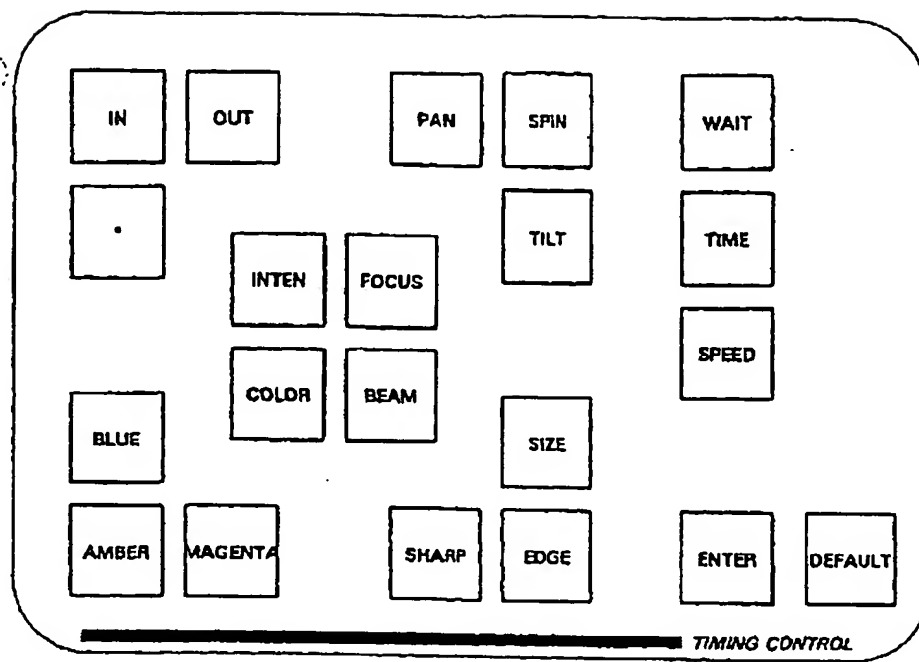 IN OUT PAN SPIN WAIT
• TILT TIME
INTEN FOCUS
SPEED
COLOR BEAM
BLUE SIZE
AMBER MAGENTA SHARP EDGE ENTER DEFAULT
TIMING CONTROL